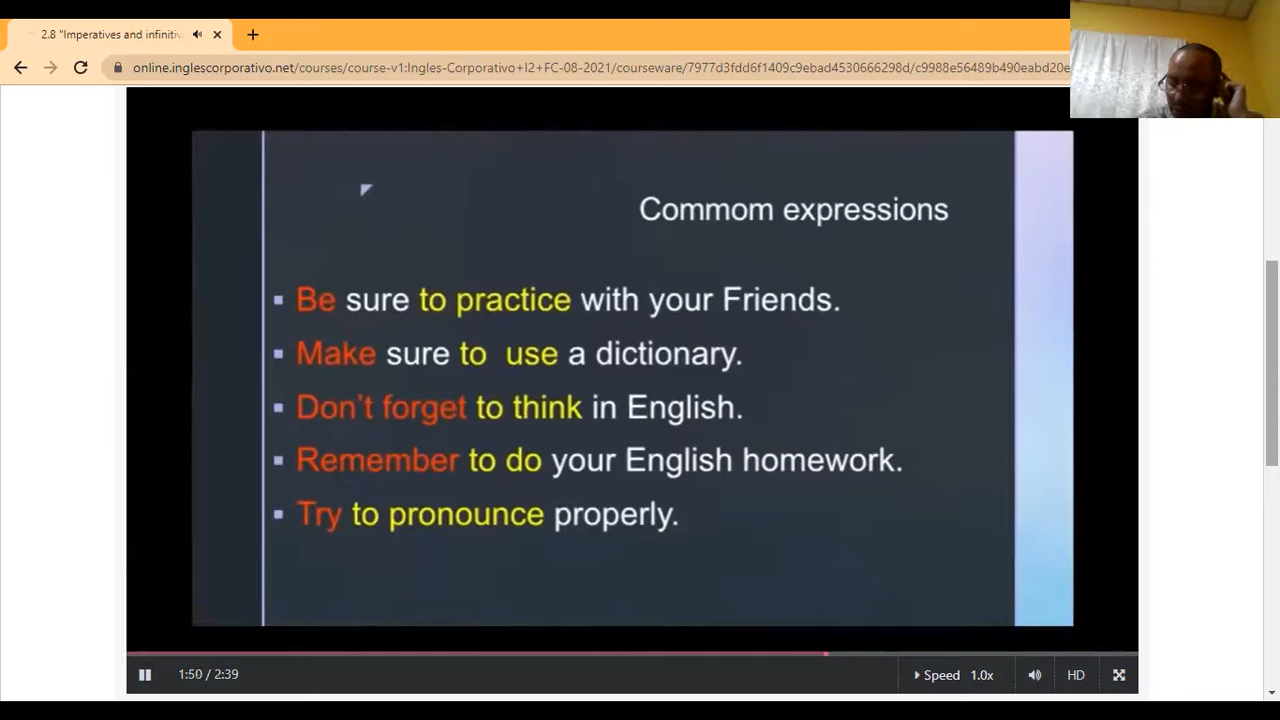 2.8 "Imperatives and infinitiv
online.inglescorporativo.net/courses/course-v1:Ingles-Corporativo+I2+FC-08-2021/courseware/7977d3fdd6f1409c9ebad4530666298d/c9988e56489b490eabd20e
Commom expressions
Be sure to practice with your Friends.
Make sure to use a dictionary.
Don't forget to think in English.
Remember to do your English homework.
Try to pronounce properly.
1:50 / 2:39
Speed 1.0x
HD